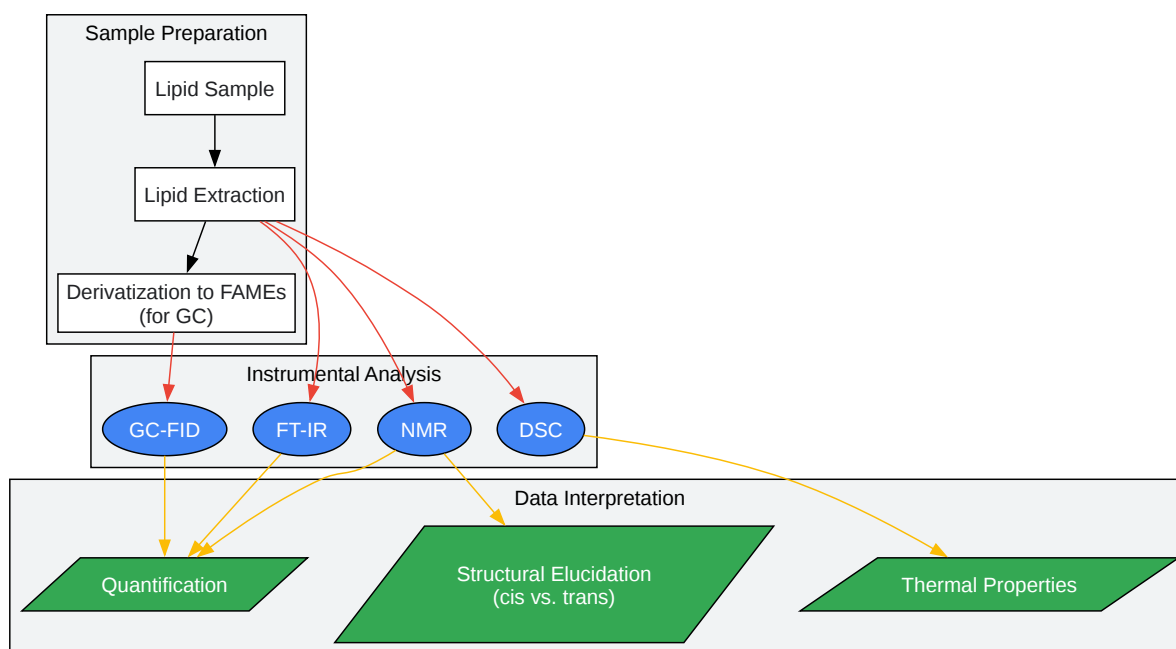 Sample Preparation
Lipid Sample
Lipid Extraction
Derivatization to FAMEs
(for GC)
Instrumental Analysis
GC-FID
FT-IR
NMR
DSC
Data Interpretation
Quantification
Structural Elucidation
(cis vs. trans)
Thermal Properties